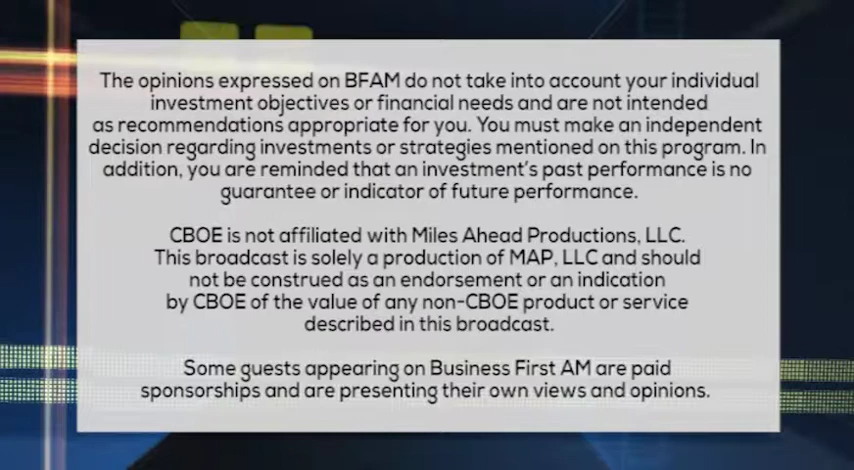 The opinions expressed on BFAM do not take into account your individual
investment objectives or financial needs and are not intended
as recommendations appropriate for you. You must make an independent
decision regarding investments or strategies mentioned on this program. In
addition, you are reminded that an investment's past performance is no
guarantee or indicator of future performance.
CBOE is not affiliated with Miles Ahead Productions, LLC.
This broadcast is solely a production of MAP, LLC and should
not be construed as an endorsement or an indication
by CBOE of the value of any non-CBOE product or service
described in this broadcast.
Some guests appearing on Business First AM are paid
sponsorships and are presenting their own views and opinions.